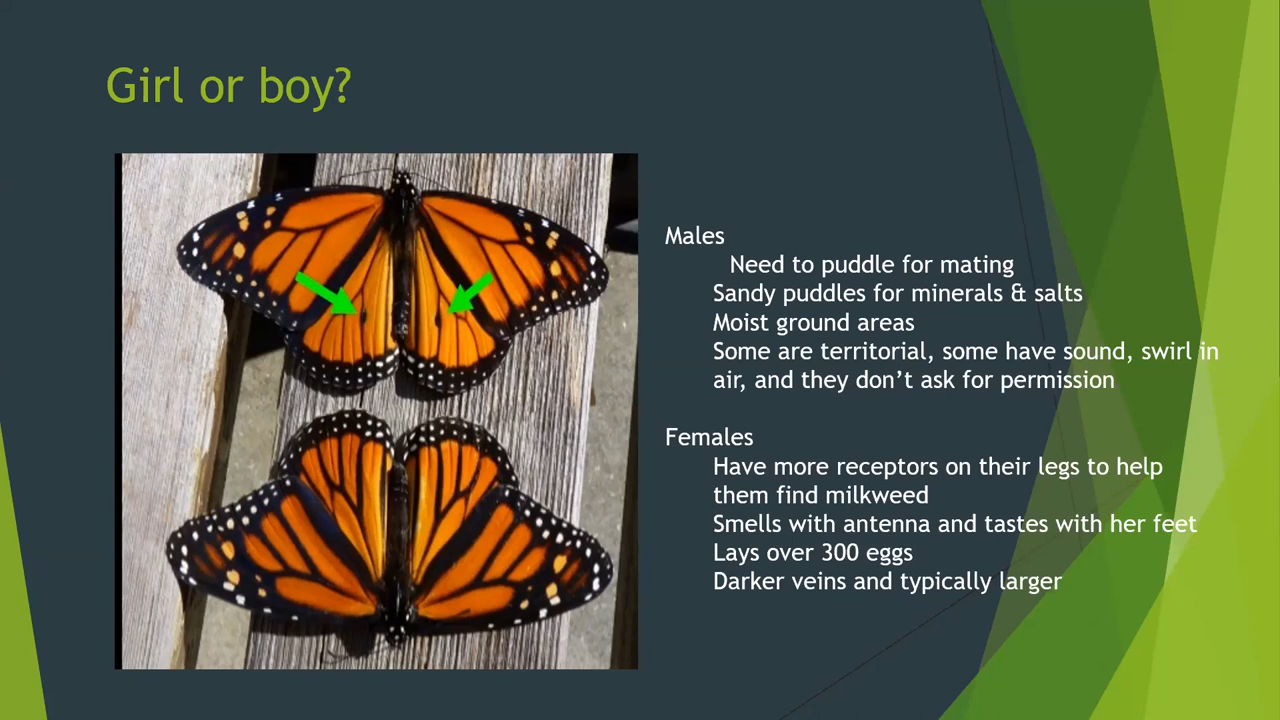 Girl or boy?
Males
Need to puddle for mating
Sandy puddles for minerals & salts
Moist ground areas
Some are territorial, some have sound, swirl in
air, and they don’t ask for permission
Females
Have more receptors on their legs to help
them find milkweed
Smells with antenna and tastes with her feet
Lays over 300 eggs
Darker veins and typically larger